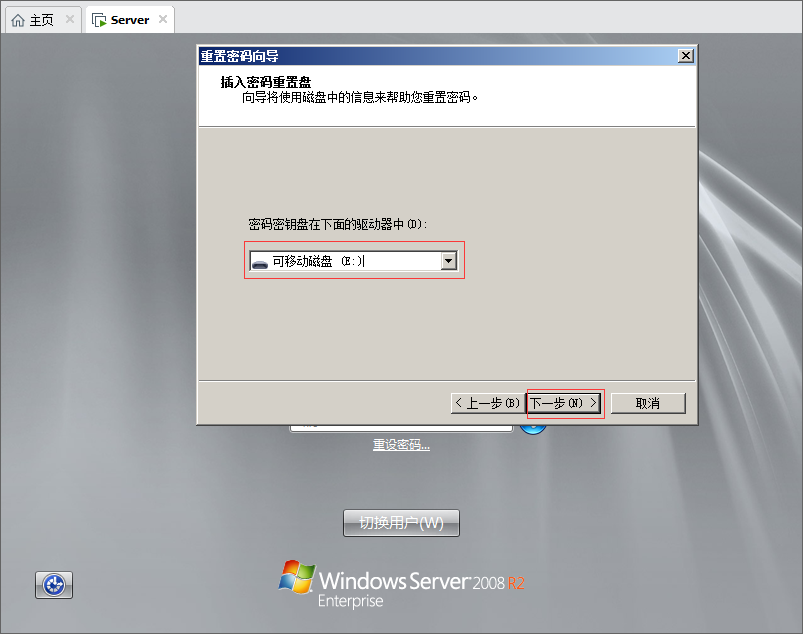 主页
Server
重置密码向导
插入密码重置盘
向导将使用磁盘中的信息来帮助您重置密码。
密码密钥盘在下面的驱动器中(D):
可移动磁盘 (E:)
< 上一步(B)
下一步(N) >
取消
重设密码...
切换用户(W)
Windows Server 2008 R2
Enterprise